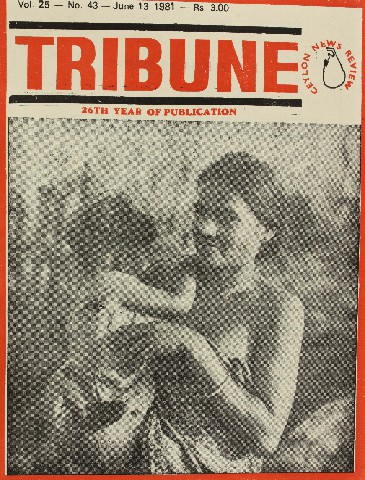 Vol. 25 — No. 43 — June 13 1981 — Rs 3.00
TRIBUNE
CEYLON NEWS REVIEW
26TH YEAR OF PUBLICATION